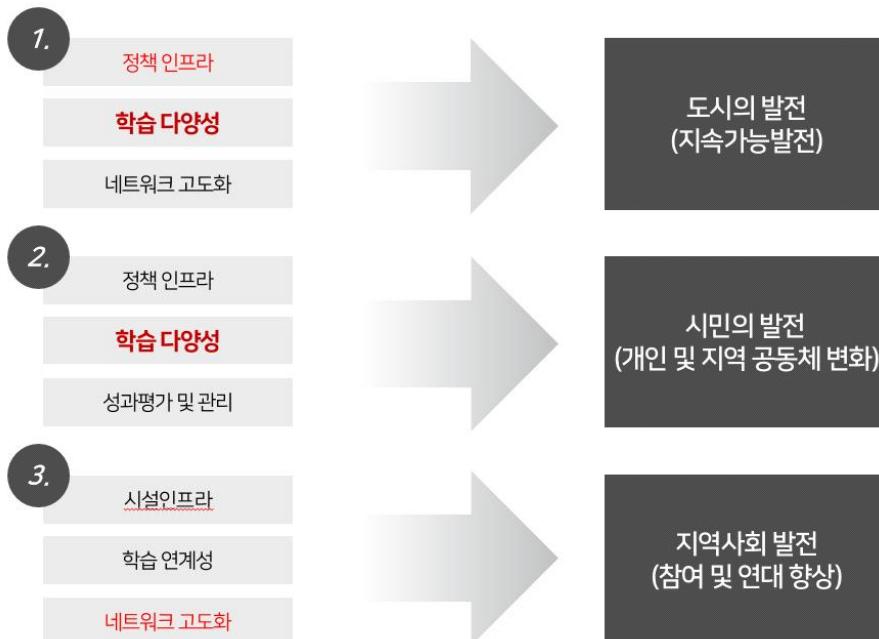 1.
정책 인프라
학습 다양성
네트워크 고도화
도시의 발전
(지속가능발전)
2.
정책 인프라
학습 다양성
성과평가 및 관리
시민의 발전
(개인 및 지역 공동체 변화)
3.
시설인프라
학습 연계성
네트워크 고도화
지역사회 발전
(참여 및 연대 향상)